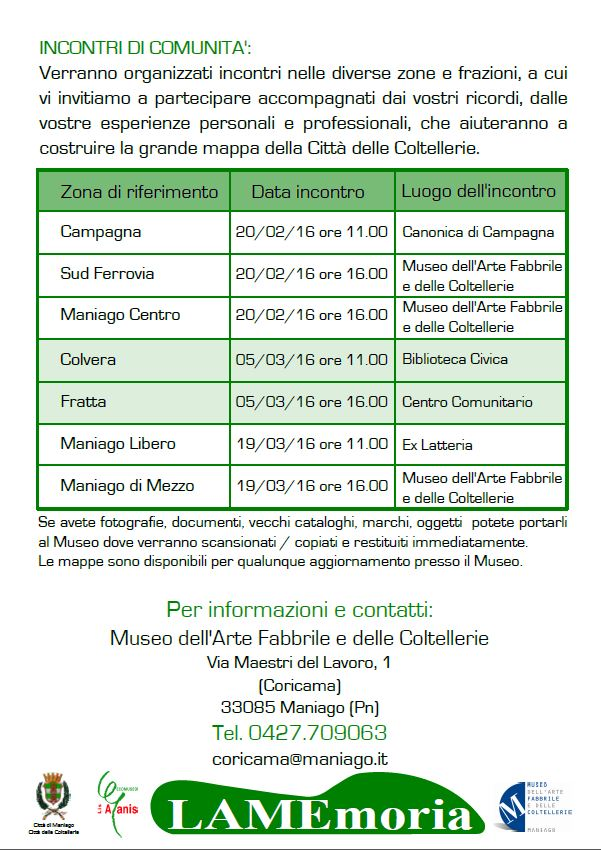 INCONTRI DI COMUNITA':
Verranno organizzati incontri nelle diverse zone e frazioni, a cui
vi invitiamo a partecipare accompagnati dai vostri ricordi, dalle
vostre esperienze personali e professionali, che aiuteranno a
costruire la grande mappa della Città delle Coltellerie.
Zona di riferimento Data incontro Luogo dell'incontro
Campagna 20/02/16 ore 11.00 Canonica di Campagna
Sud Ferrovia 20/02/16 ore 16.00 Museo dell'Arte Fabbrile
e delle Coltellerie
Maniago Centro 20/02/16 ore 16.00 Museo dell'Arte Fabbrile
e delle Coltellerie
Colvera 05/03/16 ore 11.00 Biblioteca Civica
Fratta 05/03/16 ore 16.00 Centro Comunitario
Maniago Libero 19/03/16 ore 11.00 Ex Latteria
Maniago di Mezzo 19/03/16 ore 16.00 Museo dell'Arte Fabbrile
e delle Coltellerie
Se avete fotografie, documenti, vecchi cataloghi, marchi, oggetti potete portarli
al Museo dove verranno scansionati / copiati e restituiti immediatamente.
Le mappe sono disponibili per qualunque aggiornamento presso il Museo.
Per informazioni e contatti:
Museo dell'Arte Fabbrile e delle Coltellerie
Via Maestri del Lavoro, 1
(Coricama)
33085 Maniago (Pn)
Tel. 0427.709063
coricama@maniago.it
Città di Maniago
Città delle Coltellerie
ECOMUSEO
Lis Aganis
LAMEmoria
M
MUSEO
DELL'ARTE
FABBRILE
E DELLE
COLTELLERIE
MANIAGO